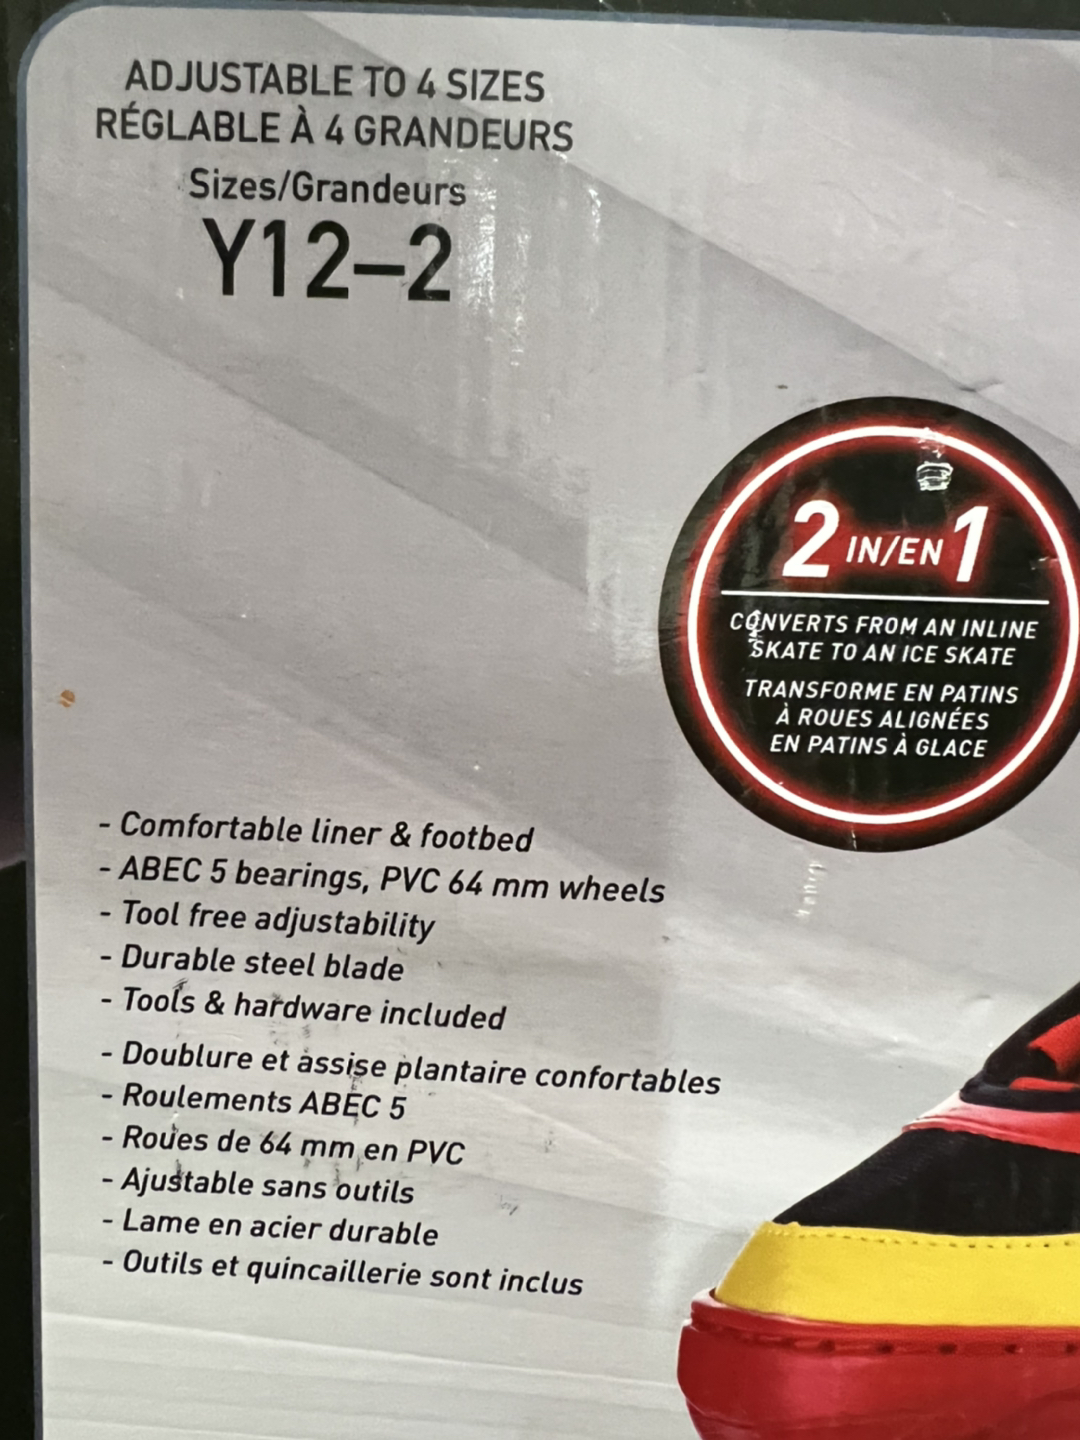 ADJUSTABLE TO 4 SIZES
RÉGLABLE À 4 GRANDEURS
Sizes/Grandeurs
Y12–2
2 IN/EN 1
CONVERTS FROM AN INLINE
SKATE TO AN ICE SKATE
TRANSFORME EN PATINS
À ROUES ALIGNÉES
EN PATINS À GLACE
- Comfortable liner & footbed
- ABEC 5 bearings, PVC 64 mm wheels
- Tool free adjustability
- Durable steel blade
- Tools & hardware included
- Doublure et assise plantaire confortables
- Roulements ABEC 5
- Roues de 64 mm en PVC
- Ajustable sans outils
- Lame en acier durable
- Outils et quincaillerie sont inclus